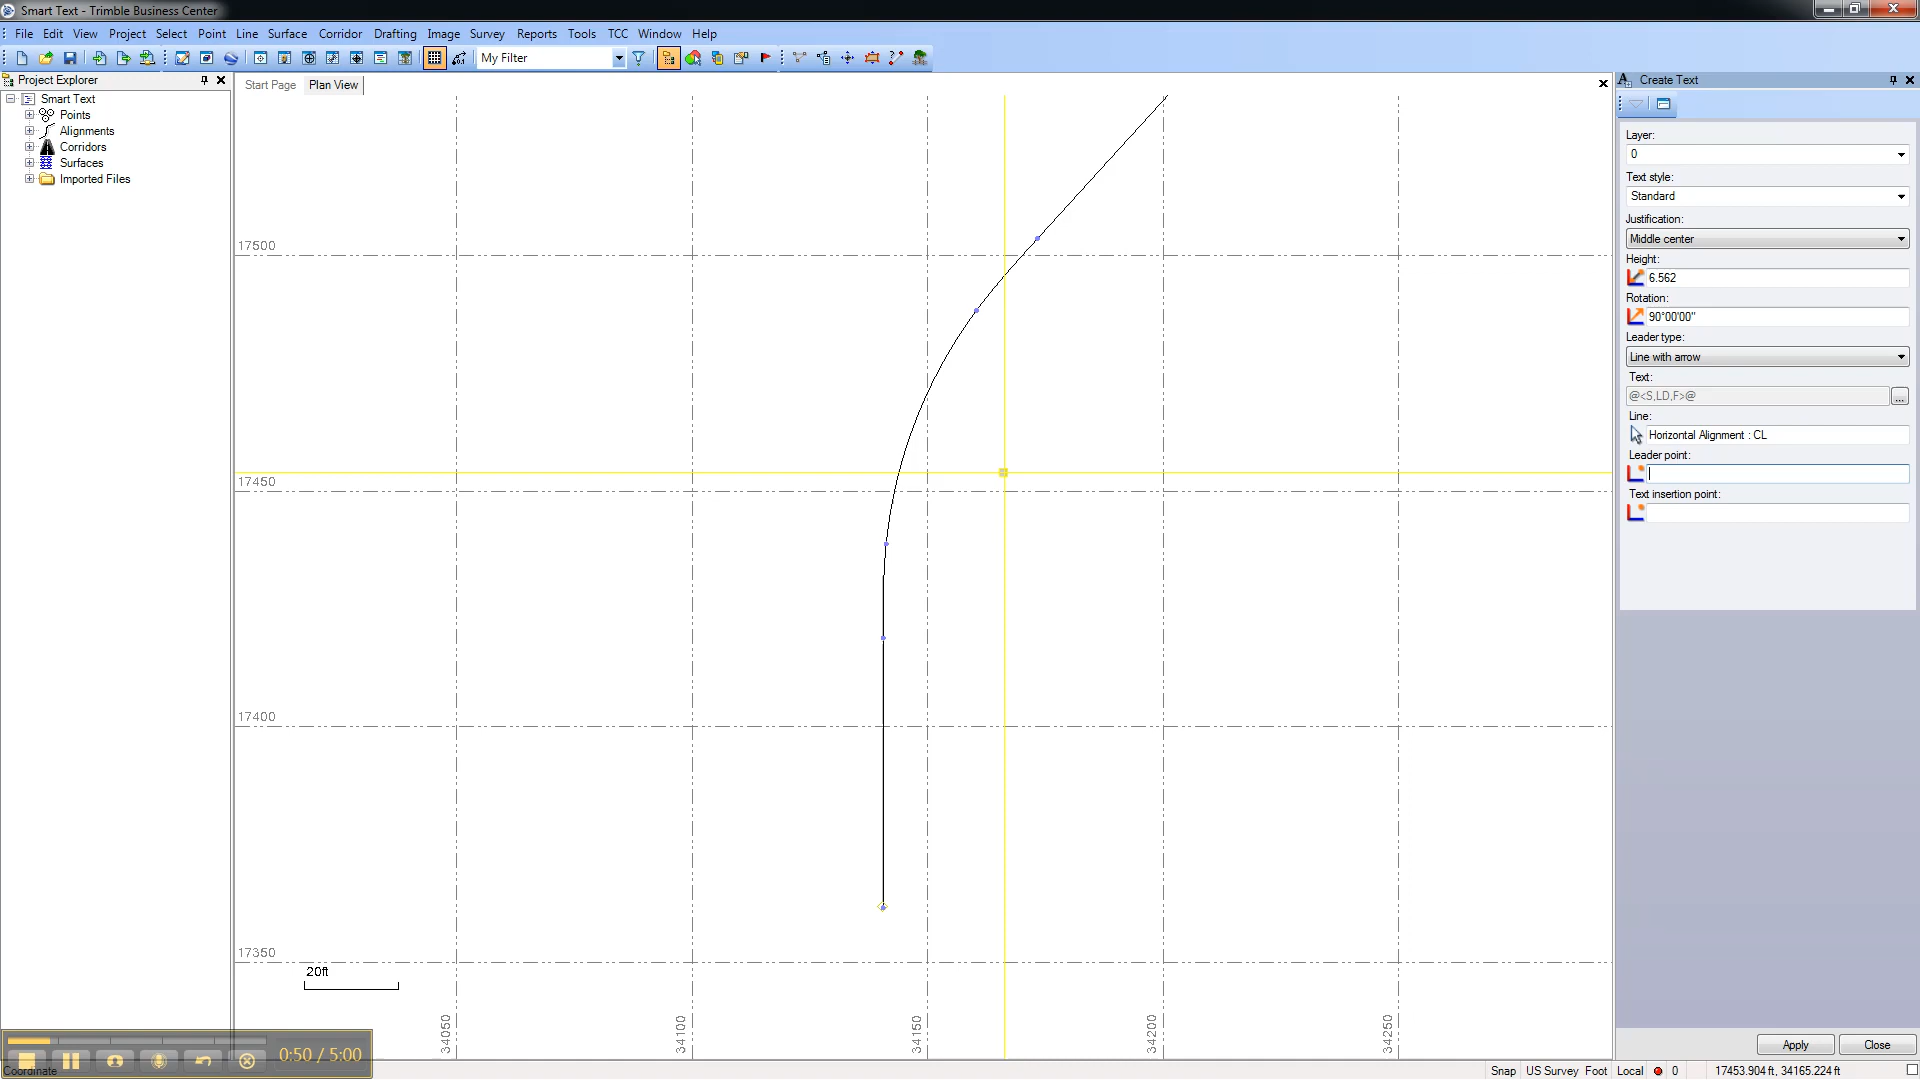 Smart Text - Trimble Business Center
File Edit View Project Select Point Line Surface Corridor Drafting Image Survey Reports Tools TCC Window Help
My Filter
Project Explorer
Smart Text
Points
Alignments
Corridors
Surfaces
Imported Files
Start Page Plan View
17500
17450
17400
17350
20ft
34050
34100
34150
34200
34250
Create Text
Layer:
0
Text style:
Standard
Justification:
Middle center
Height:
6.562
Rotation:
90°00'00"
Leader type:
Line with arrow
Text:
@<S,LD,F>@
...
Line:
Horizontal Alignment : CL
Leader point:
Text insertion point:
Apply Close
0:50 / 5:00
Coordinate
Snap US Survey Foot Local 0 17453.904 ft, 34165.224 ft